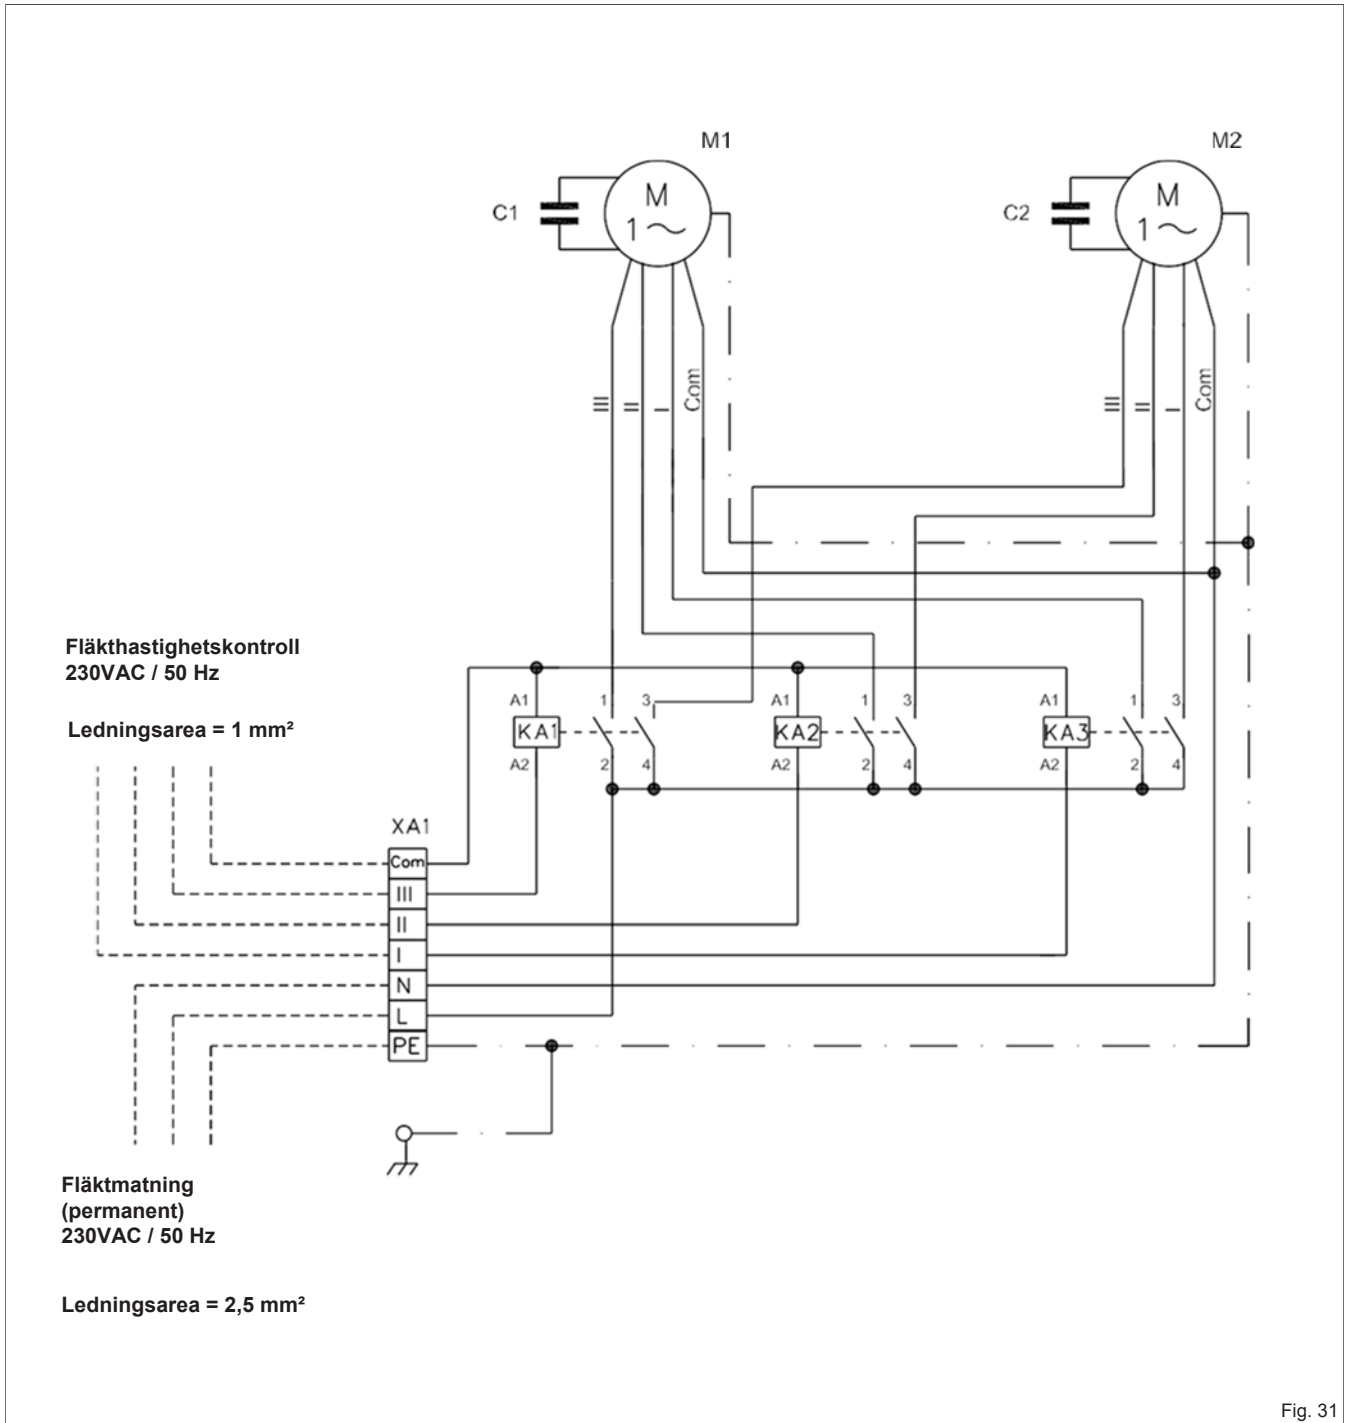 M1
M2
C1
M
1
C2
M
1
III
II
I
Com
III
II
I
Com
Fläkthastighetskontroll
230VAC / 50 Hz
Ledningsarea = 1 mm²
A1
1
3
A1
1
3
A1
1
3
KA1
KA2
KA3
A2
2
4
A2
2
4
A2
2
4
XA1
Com
III
II
I
N
L
PE
Fläktmatning
(permanent)
230VAC / 50 Hz
Ledningsarea = 2,5 mm²
Fig. 31